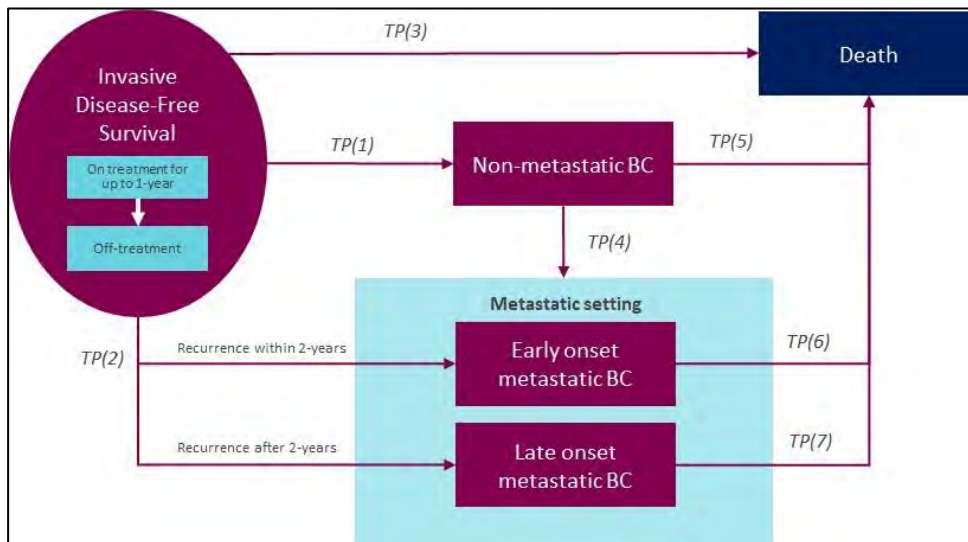 TP(3)
Death
Invasive
Disease-Free
Survival
On treatment for
up to 1-year
Off-treatment
TP(1)
Non-metastatic BC
TP(5)
TP(4)
Metastatic setting
TP(2)
Recurrence within 2-years
Early onset
metastatic BC
TP(6)
Recurrence after 2-years
Late onset
metastatic BC
TP(7)